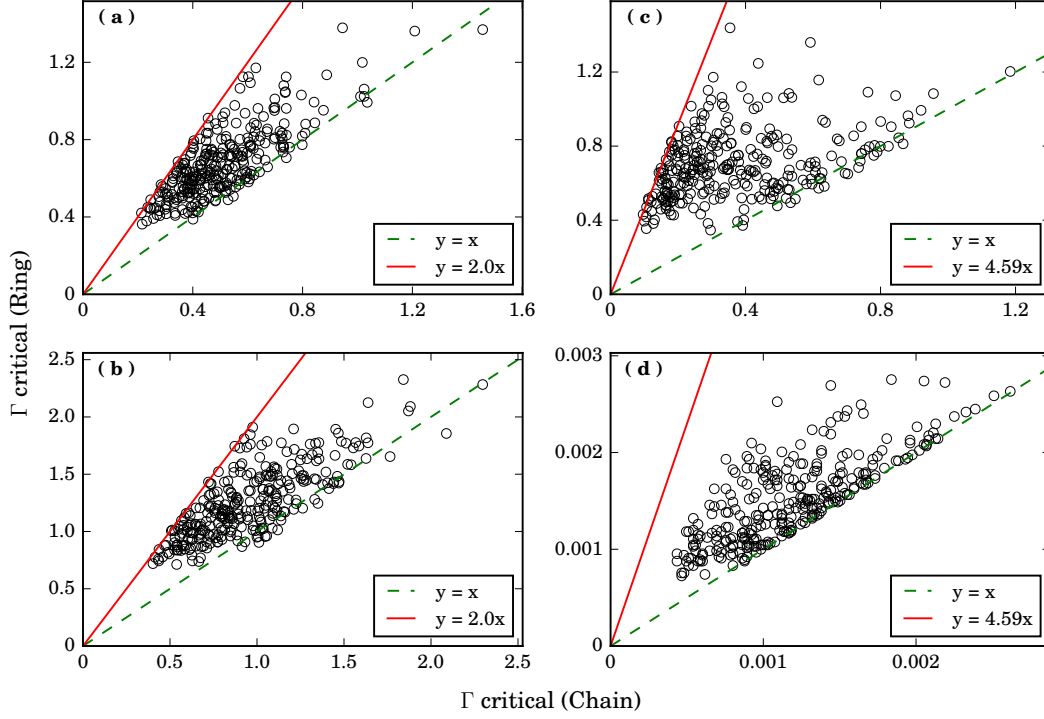 Γ critical (Ring)
( a )
1.2
0.8
0.4
0
0
0.4
0.8
1.2
1.6
y = x
y = 2.0x
( c )
1.6
1.2
0.8
0.4
0
0
0.4
0.8
1.2
y = x
y = 4.59x
( b )
2.5
2.0
1.5
1.0
0.5
0
0
0.5
1.0
1.5
2.0
2.5
y = x
y = 2.0x
( d )
0.003
0.002
0.001
0
0
0.001
0.002
y = x
y = 4.59x
Γ critical (Chain)